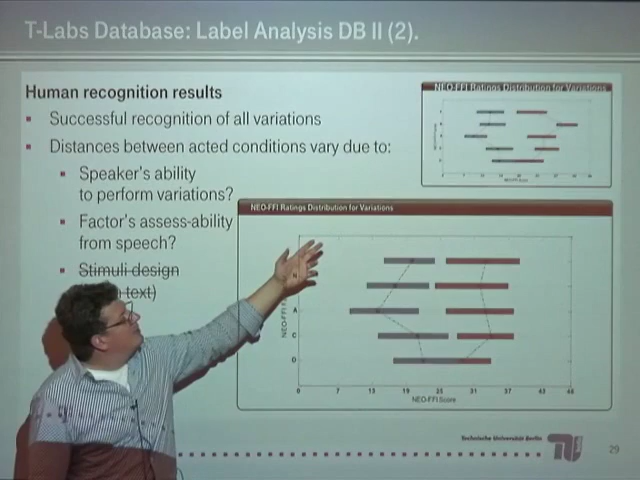 T-Labs Database: Label Analysis DB II (2).
Human recognition results
Successful recognition of all variations
Distances between acted conditions vary due to:
Speaker's ability
to perform variations?
Factor's assess-ability
from speech?
Stimuli design
text)
NEO-FFI Ratings Distribution for Variations
NEO-FFI Ratings Distribution for Variations
N
A
C
O
NEO-FFI
0 7 13 19 25 31 37 43 48
NEO-FFI Score
Technische Universität Berlin
29